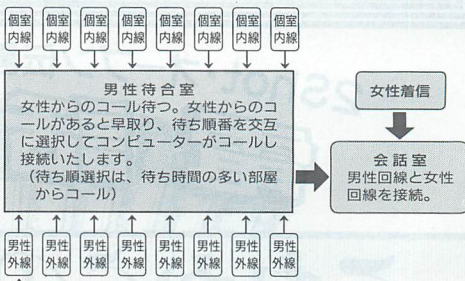 個室
内線
個室
内線
個室
内線
個室
内線
個室
内線
個室
内線
個室
内線
個室
内線
男性待合室
女性からのコール待つ。女性からのコ
ールがあると早取り、待ち順番を交互
に選択してコンピューターがコールし
接続いたします。
(待ち順選択は、待ち時間の多い部屋
からコール)
女性着信
会話室
男性回線と女性
回線を接続。
男性
外線
男性
外線
男性
外線
男性
外線
男性
外線
男性
外線
男性
外線
男性
外線